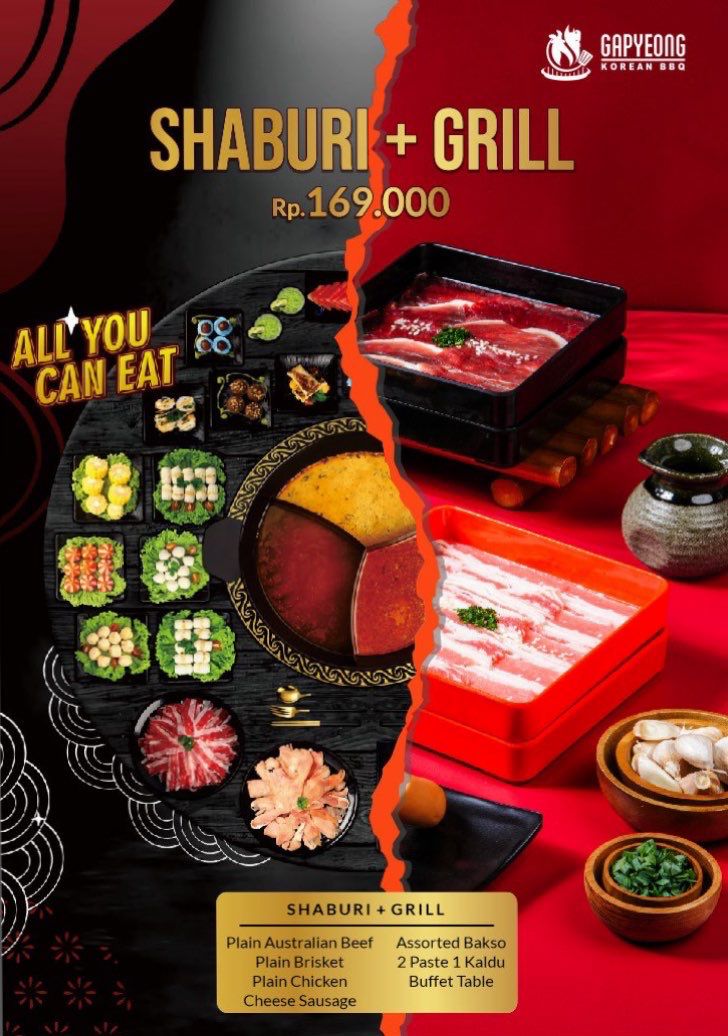 GAPYEONG
KOREAN BBQ
SHABURI + GRILL
Rp.169.000
ALL YOU
CAN EAT
SHABURI + GRILL
Plain Australian Beef
Plain Brisket
Plain Chicken
Cheese Sausage
Assorted Bakso
2 Paste 1 Kaldu
Buffet Table